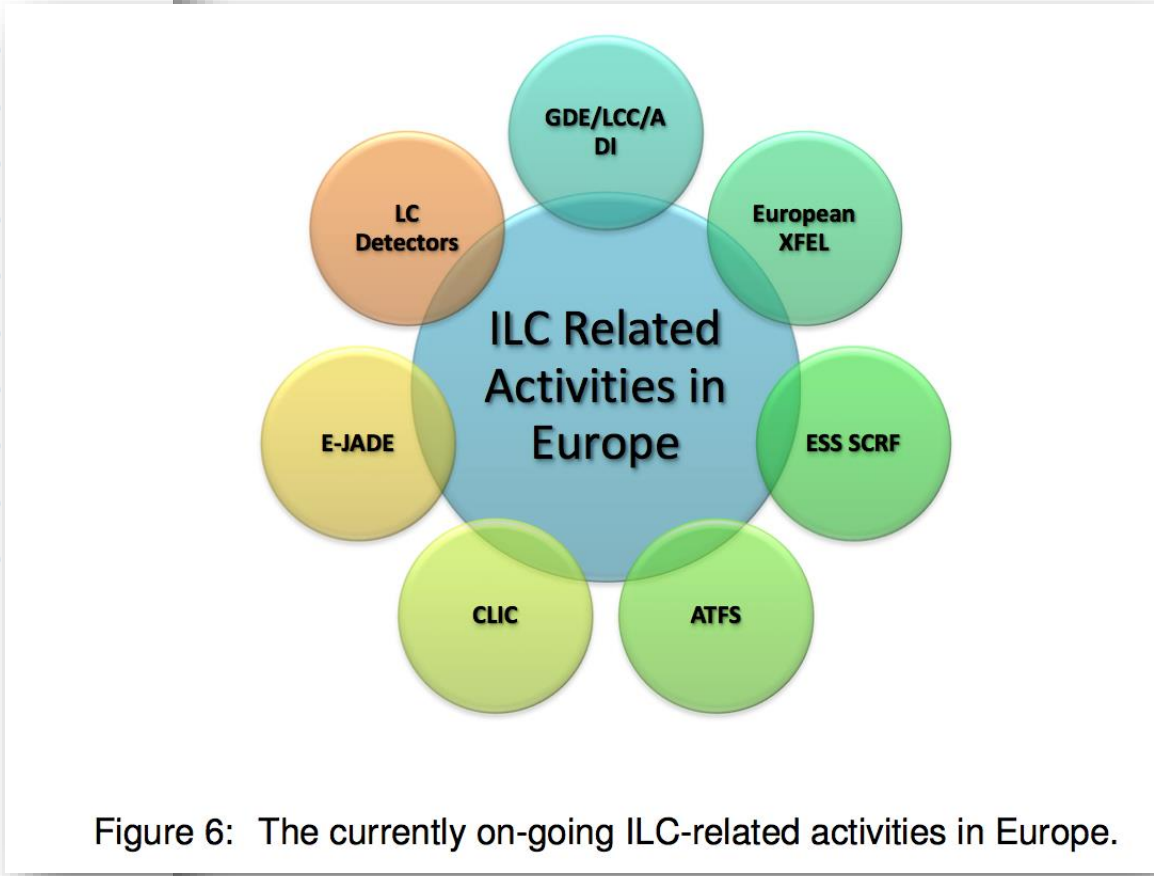 GDE/LCC/A
DI
LC
Detectors
European
XFEL
ILC Related
Activities in
Europe
E-JADE
ESS SCRF
CLIC
ATFS
Figure 6: The currently on-going ILC-related activities in Europe.